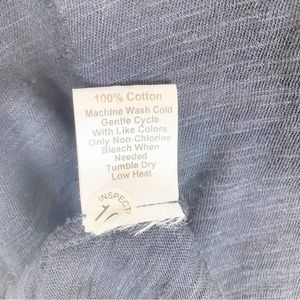 100% Cotton
Machine Wash Cold
Gentle Cycle
With Like Colors
Only Non-Chlorine
Bleach When
Needed
Tumble Dry
Low Heat